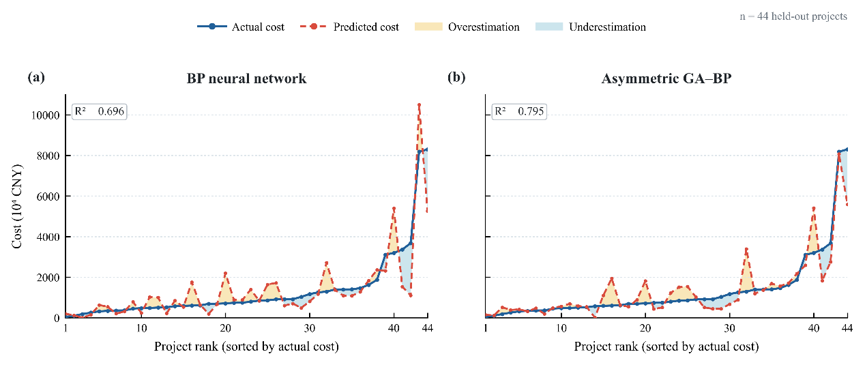 n = 44 held-out projects
Actual cost Predicted cost Overestimation Underestimation
(a) BP neural network
(b) Asymmetric GA–BP
R² 0.696
R² 0.795
Cost (10⁴ CNY)
10000
8000
6000
4000
2000
0
1 10 20 30 40 44
1 10 20 30 40 44
Project rank (sorted by actual cost)
Project rank (sorted by actual cost)